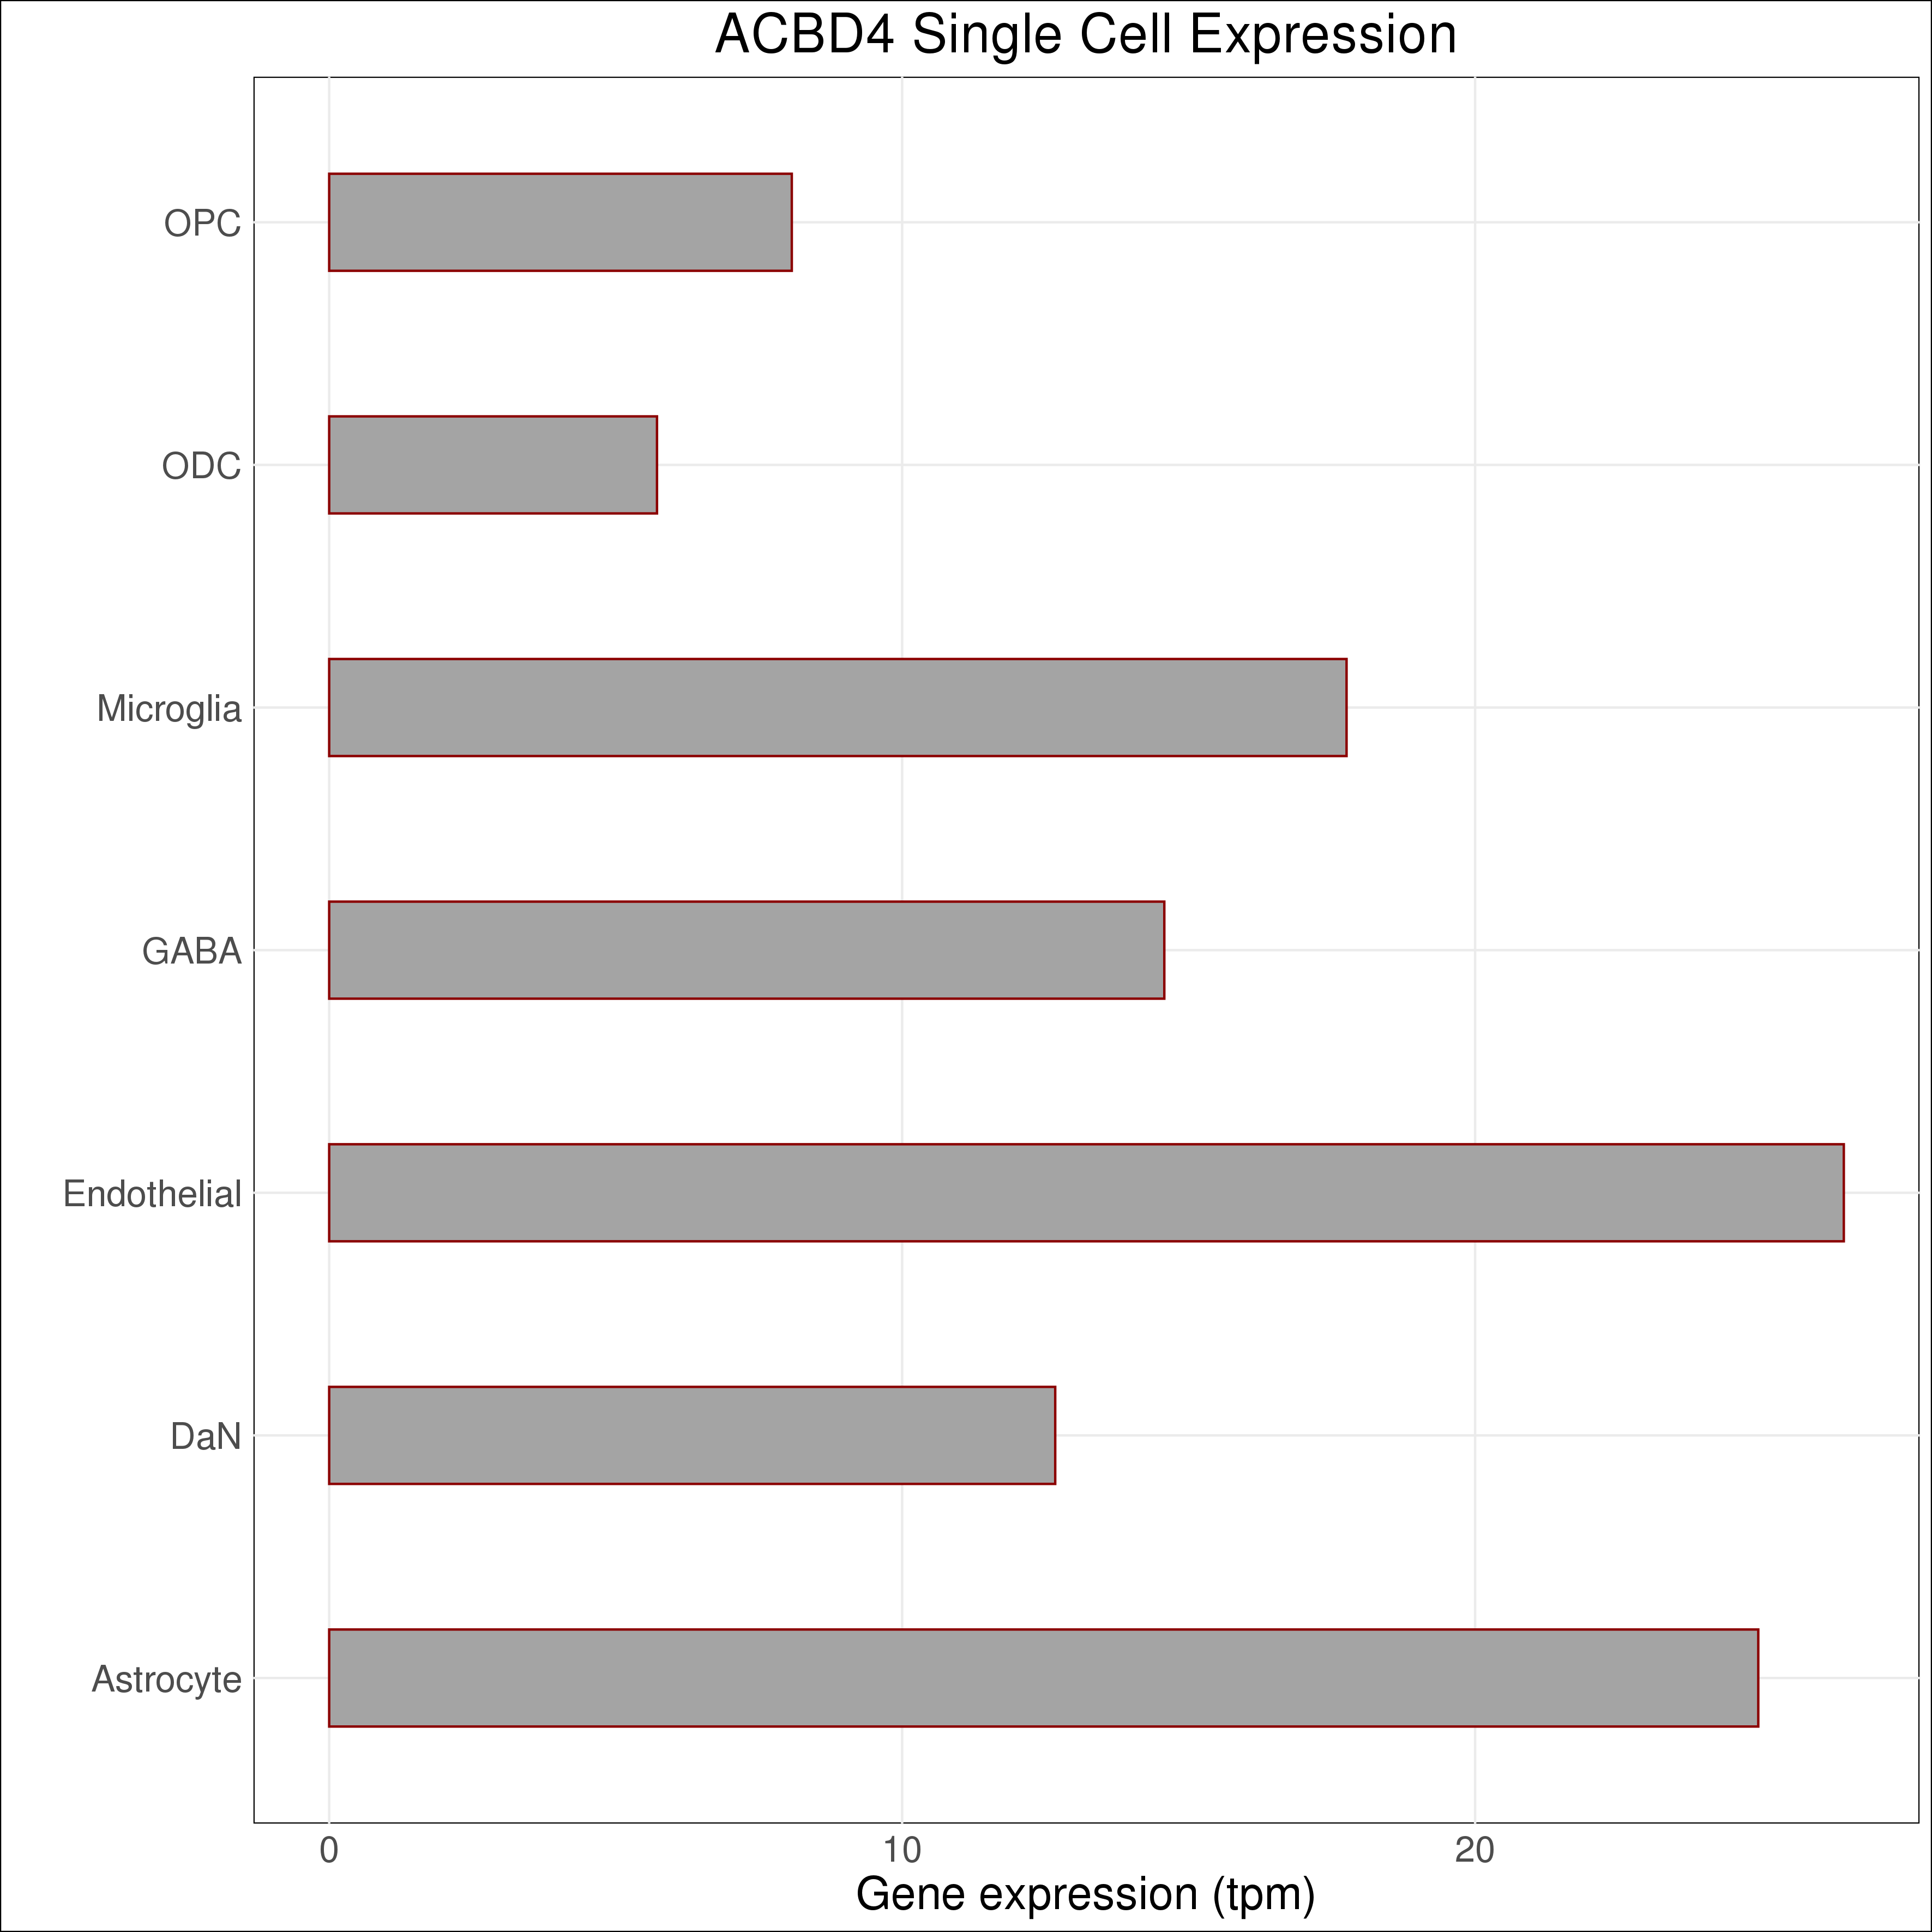 ACBD4 Single Cell Expression
OPC
ODC
Microglia
GABA
Endothelial
DaN
Astrocyte
0 10 20
Gene expression (tpm)